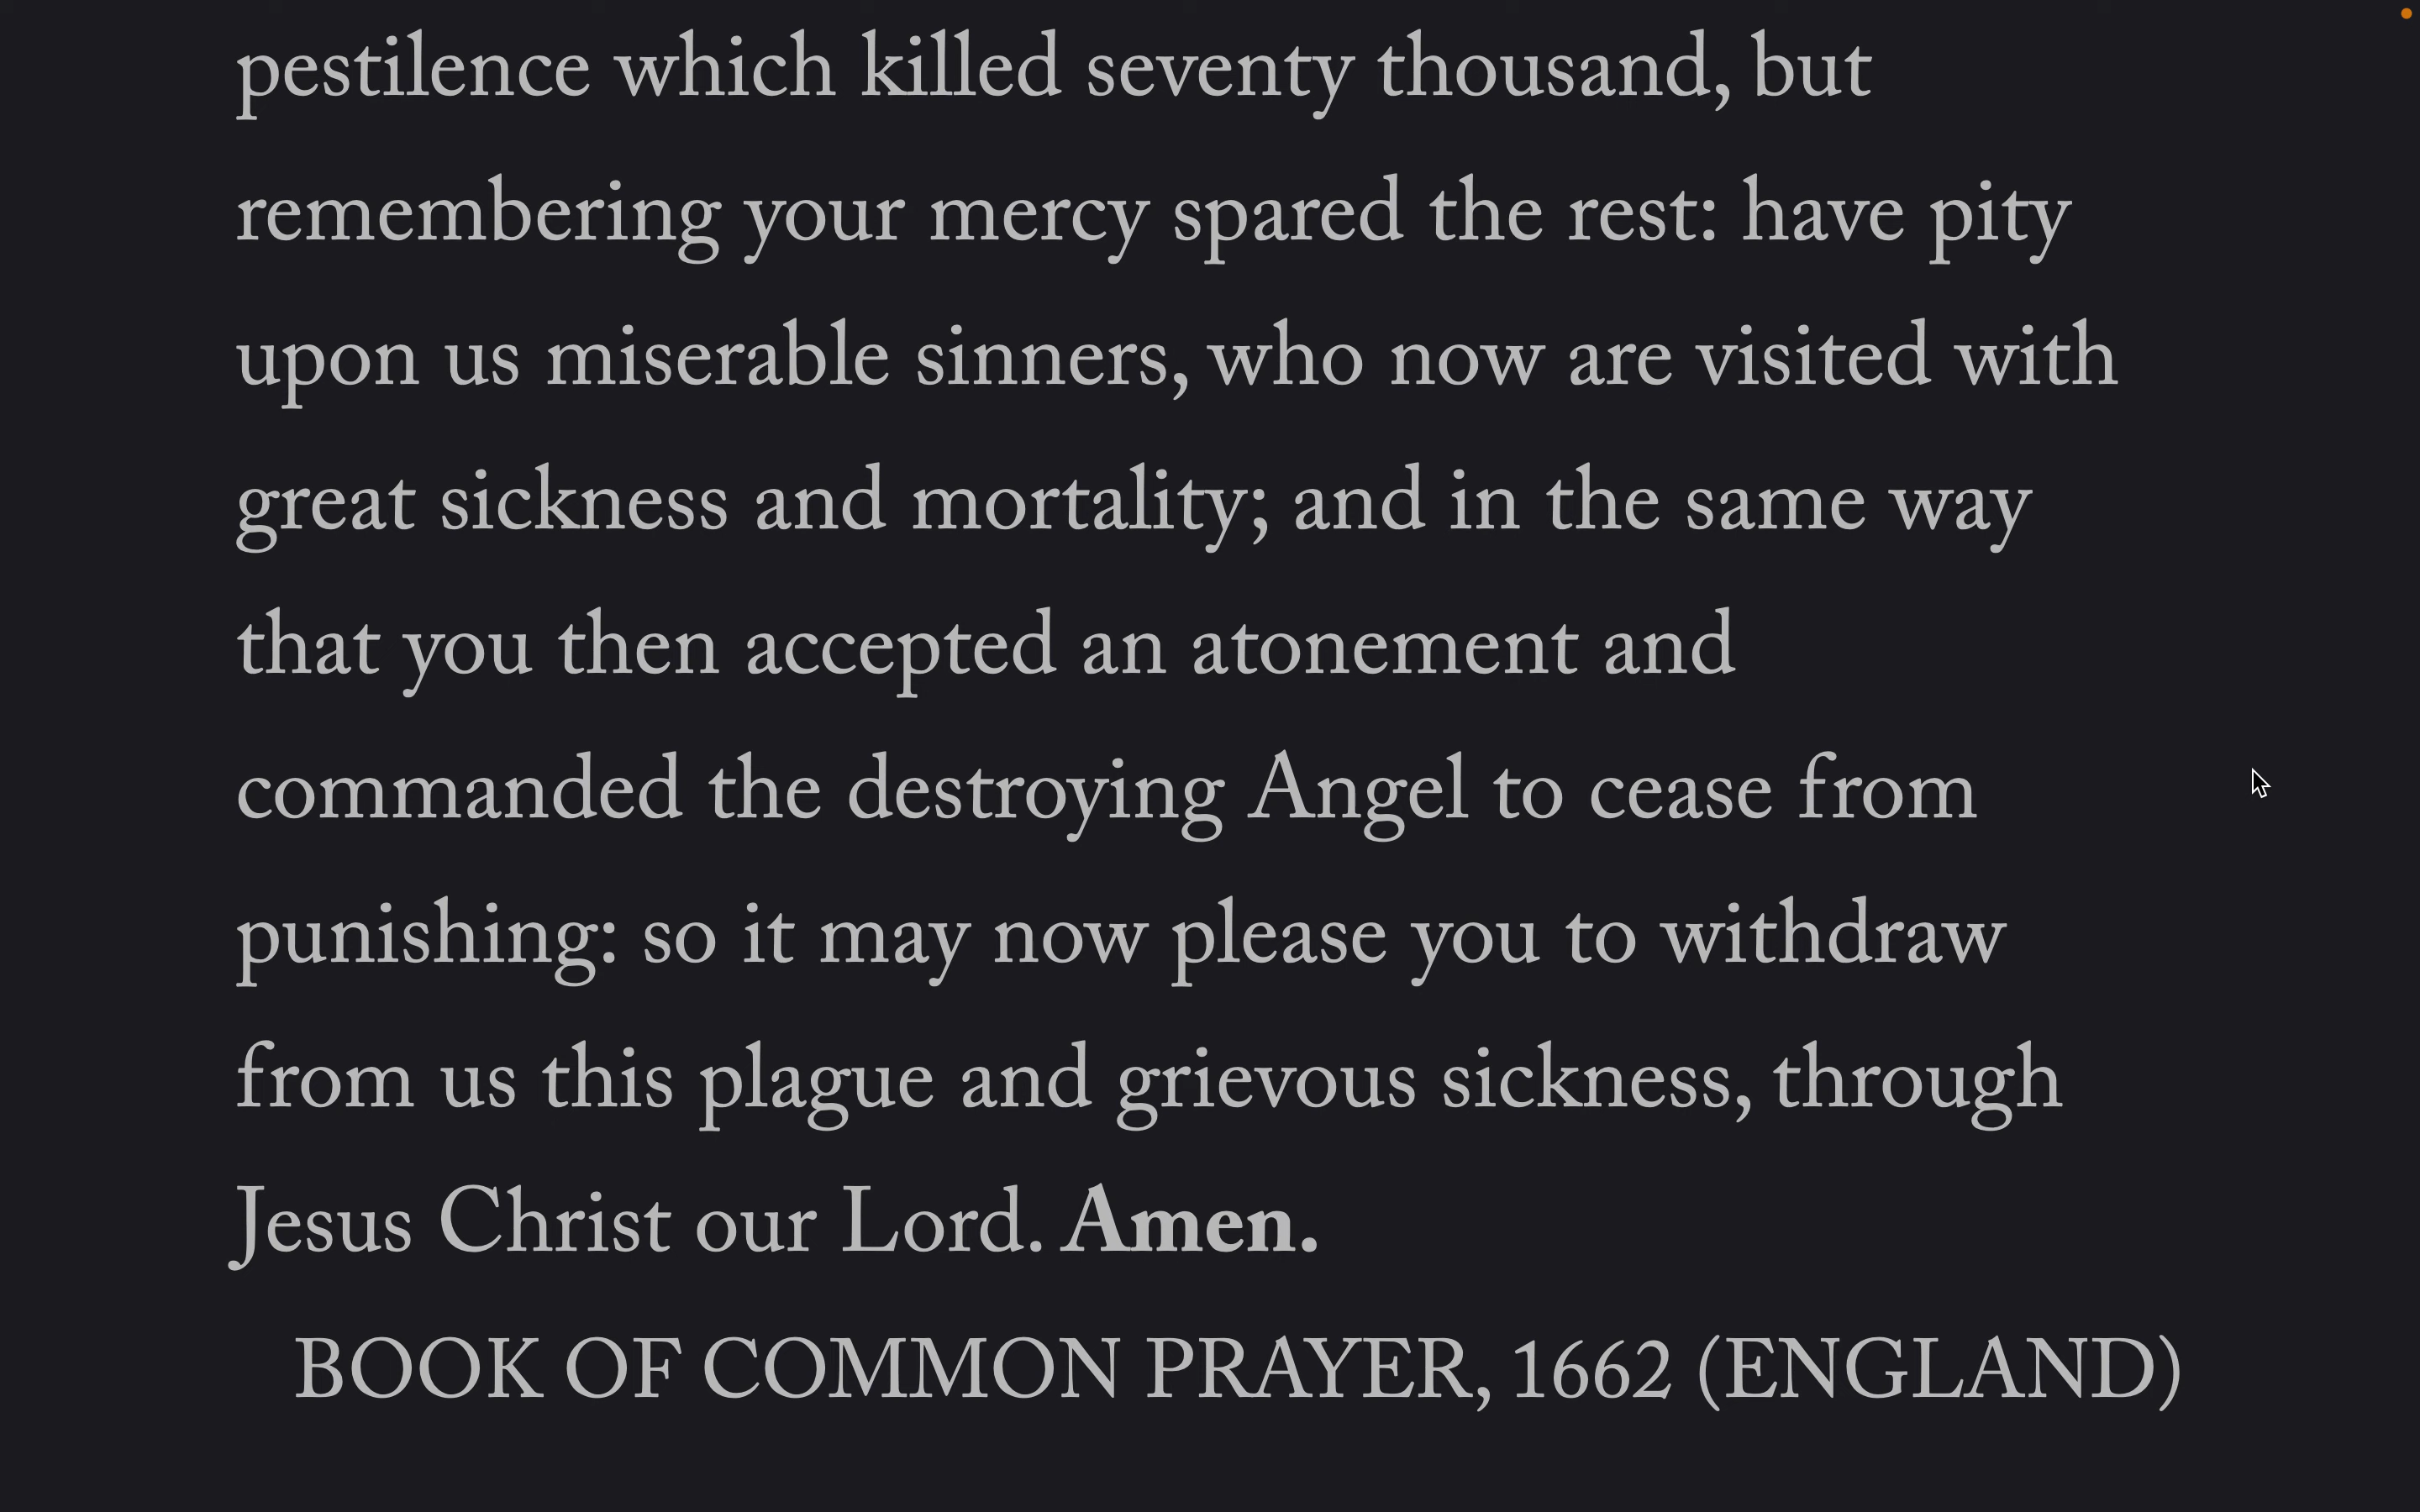 pestilence which killed seventy thousand, but
remembering your mercy spared the rest: have pity
upon us miserable sinners, who now are visited with
great sickness and mortality; and in the same way
that you then accepted an atonement and
commanded the destroying Angel to cease from
punishing: so it may now please you to withdraw
from us this plague and grievous sickness, through
Jesus Christ our Lord. Amen.
BOOK OF COMMON PRAYER, 1662 (ENGLAND)